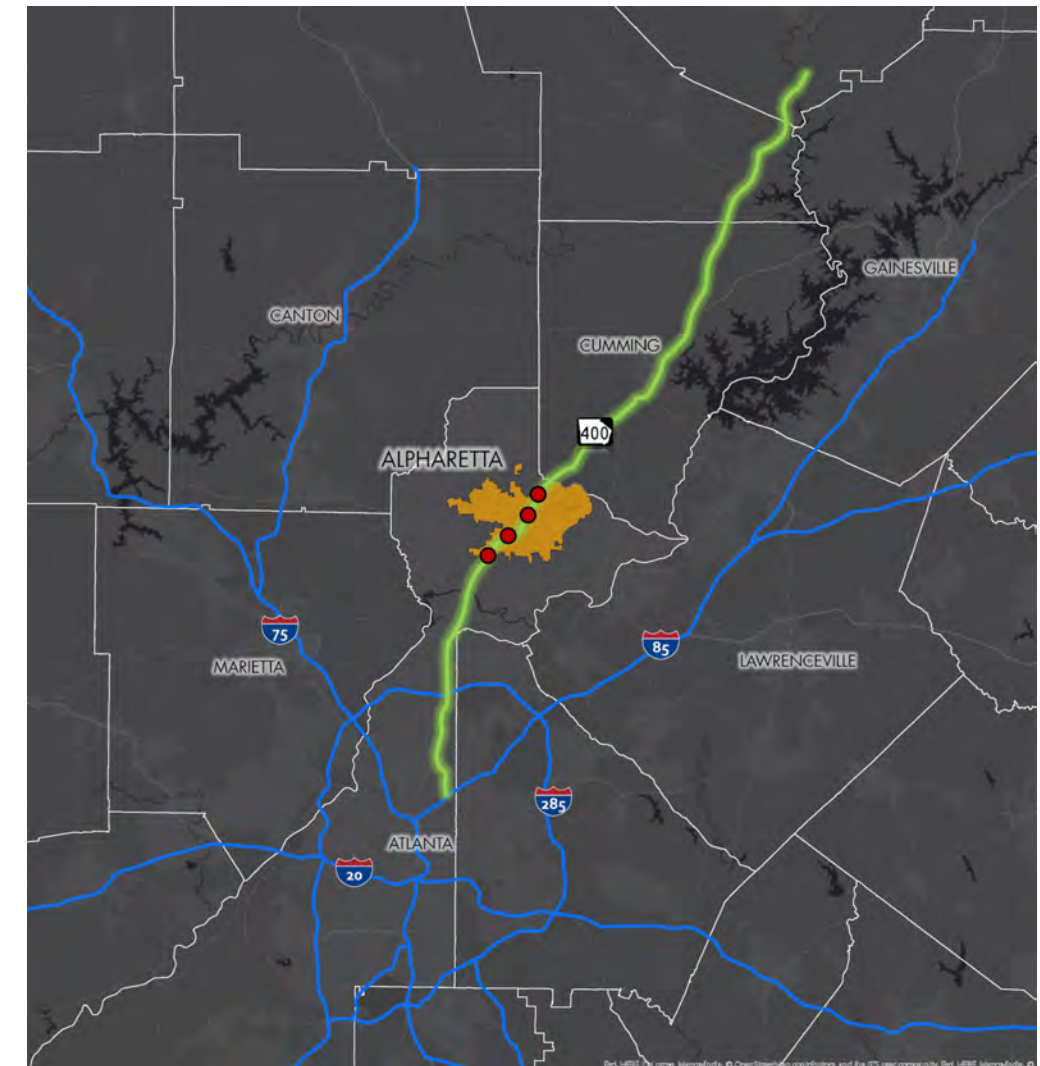 GAINESVILLE
CANTON
CUMMING
400
ALPHARETTA
75
85
MARIETTA
LAWRENCEVILLE
285
ATLANTA
20